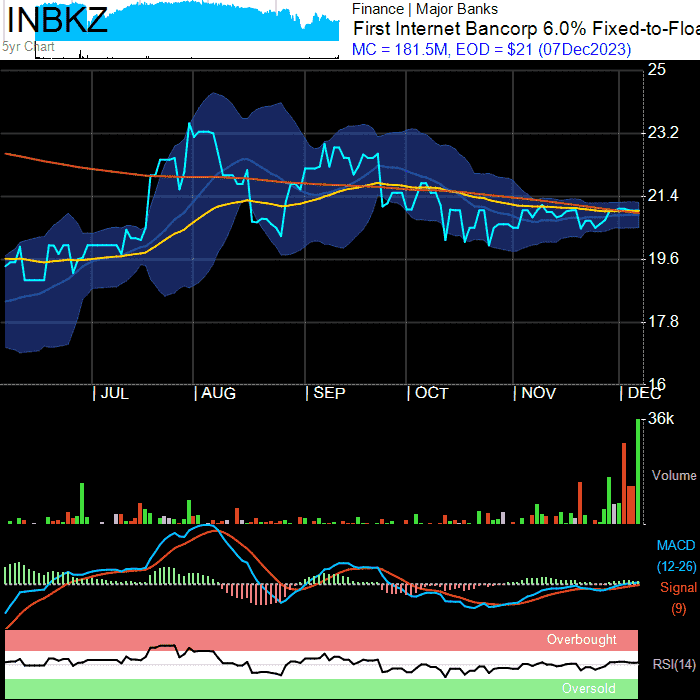 INBKZ
5yr Chart
Finance | Major Banks
First Internet Bancorp 6.0% Fixed-to-Floa
MC = 181.5M, EOD = $21 (07Dec2023)
25
23.2
21.4
19.6
17.8
16
| JUL | AUG | SEP | OCT | NOV | DEC
36k
Volume
MACD
(12-26)
Signal
(9)
Overbought
RSI(14)
Oversold